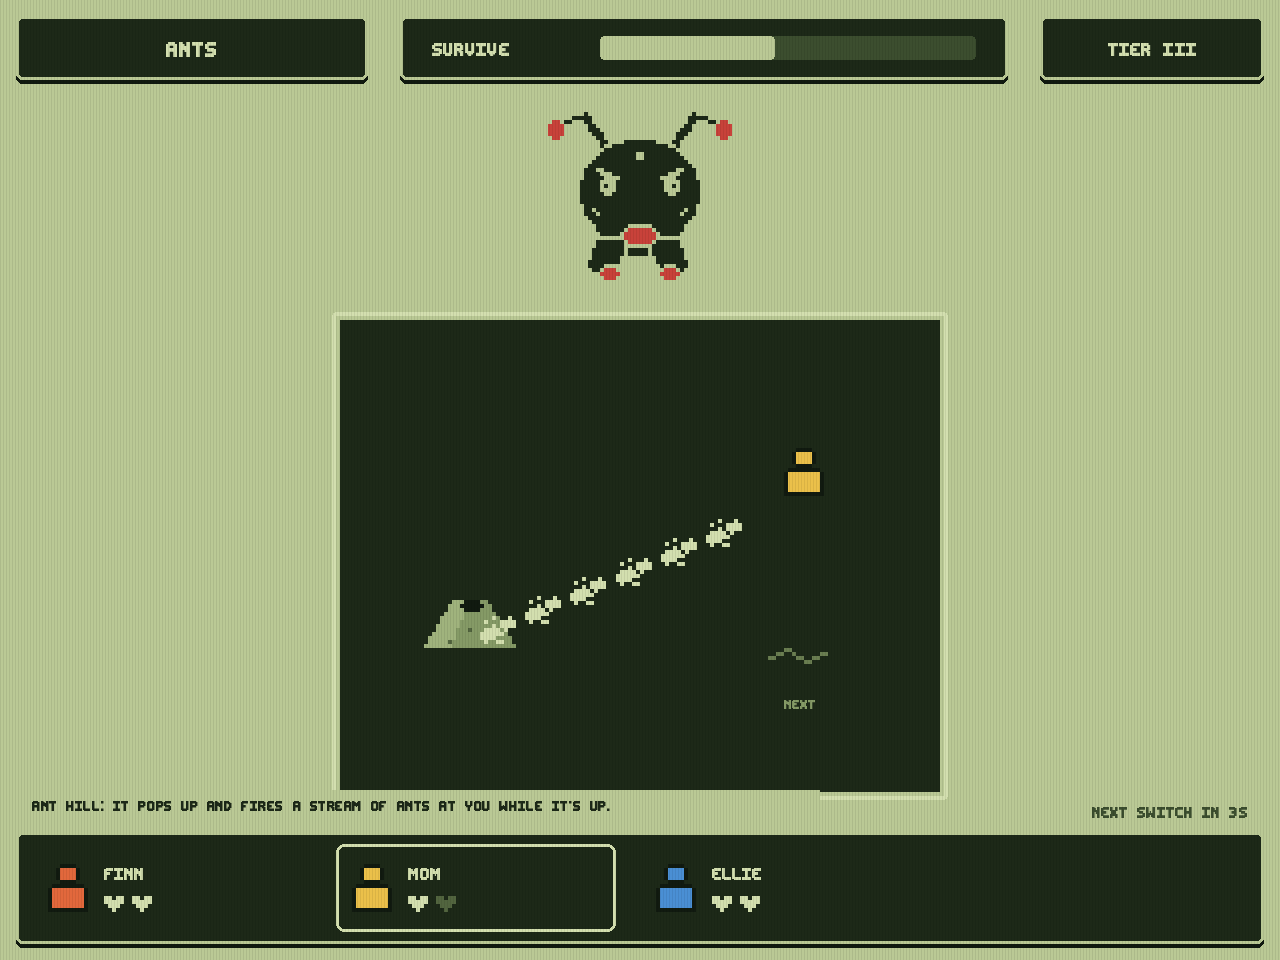 ANTS
SURVIVE
TIER III
NEXT
ANT HILL: IT POPS UP AND FIRES A STREAM OF ANTS AT YOU WHILE IT'S UP.
NEXT SWITCH IN 3S
FINN
MOM
ELLIE